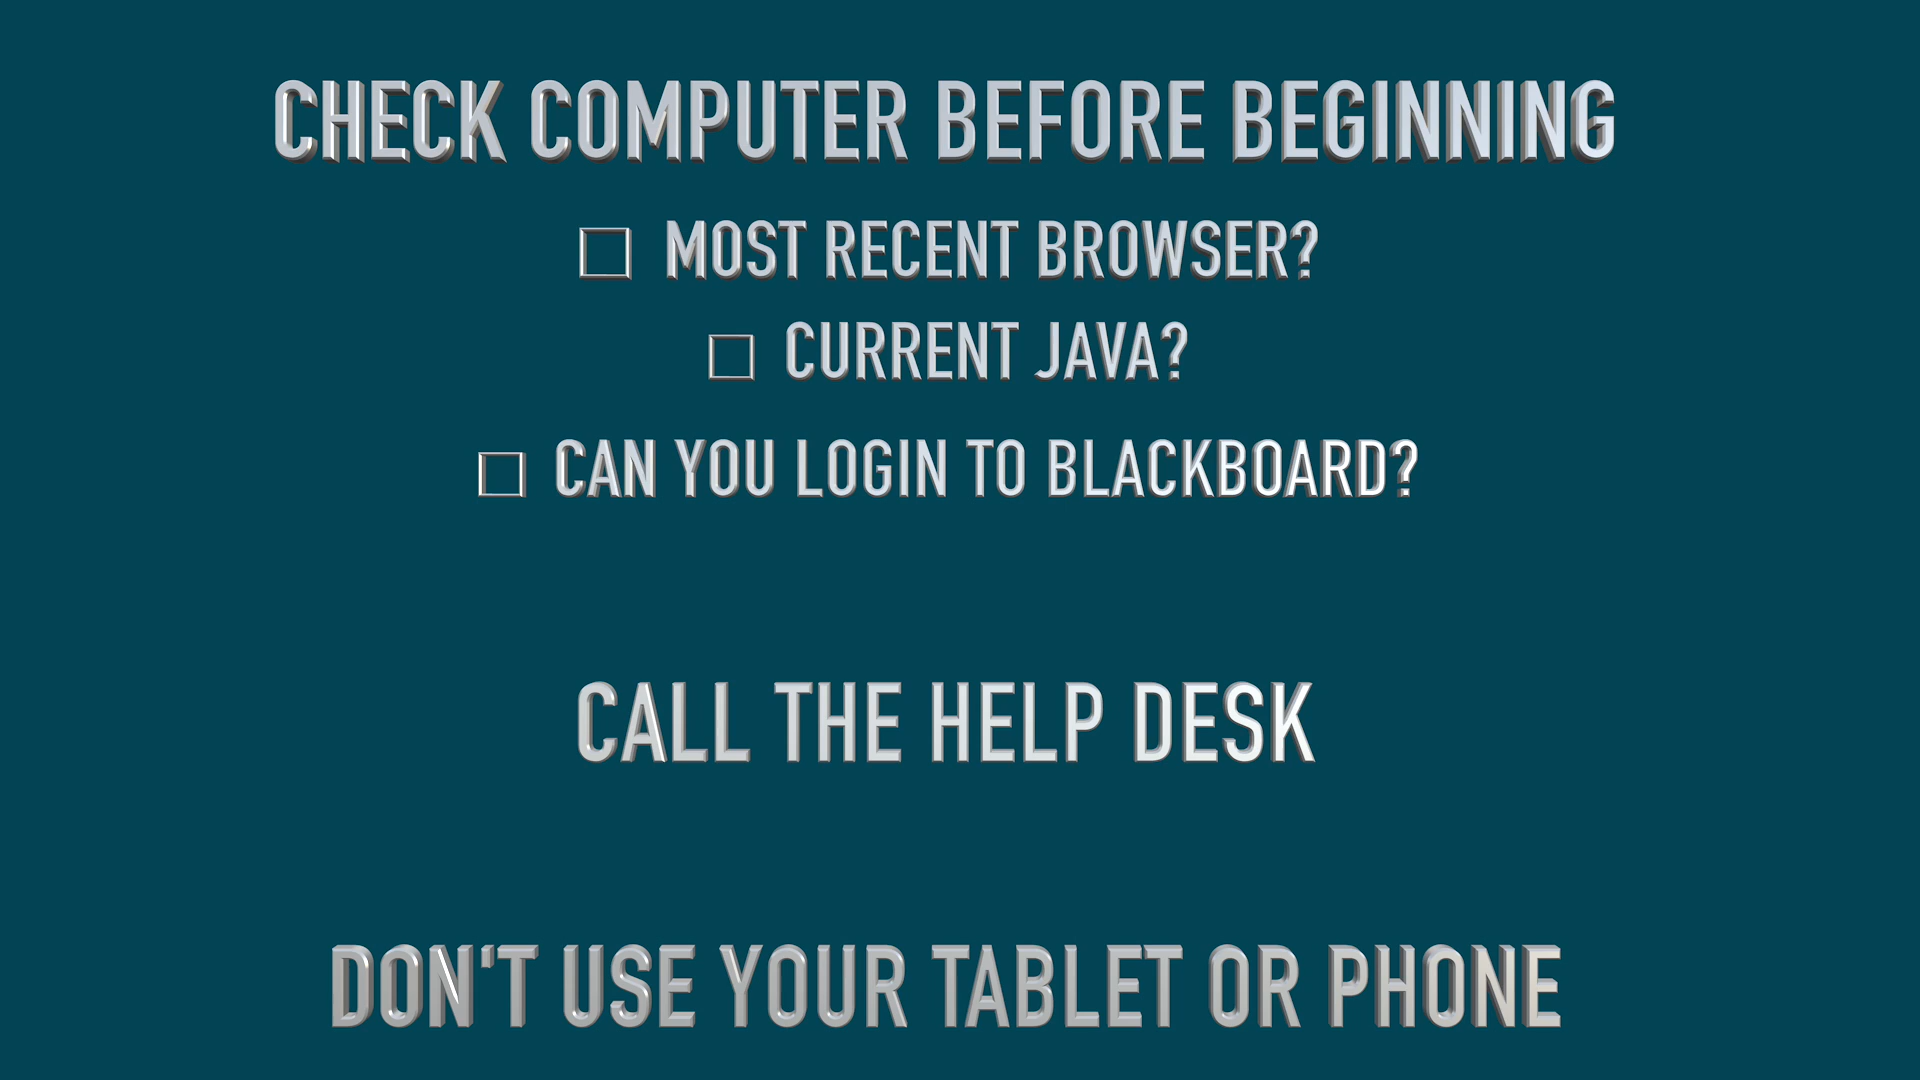 CHECK COMPUTER BEFORE BEGINNING
☐ MOST RECENT BROWSER?
☐ CURRENT JAVA?
☐ CAN YOU LOGIN TO BLACKBOARD?
CALL THE HELP DESK
DON'T USE YOUR TABLET OR PHONE